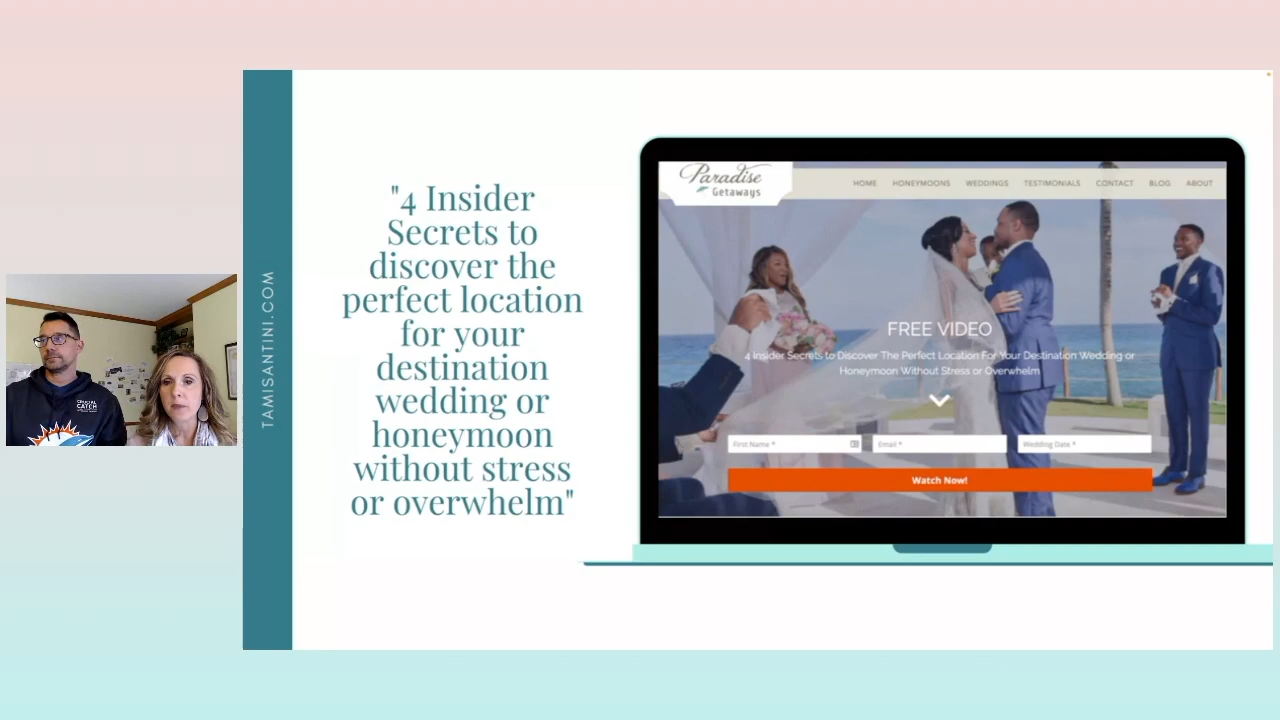 TAMISANTINI.COM
"4 Insider
Secrets to
discover the
perfect location
for your
destination
wedding or
honeymoon
without stress
or overwhelm"
Paradise
Getaways
HOME HONEYMOONS WEDDINGS TESTIMONIALS CONTACT BLOG ABOUT
FREE VIDEO
4 Insider Secrets to Discover The Perfect Location For Your Destination Wedding or
Honeymoon Without Stress or Overwhelm
First Name * Email * Wedding Date *
Watch Now!
CRUCIAL
CATCH